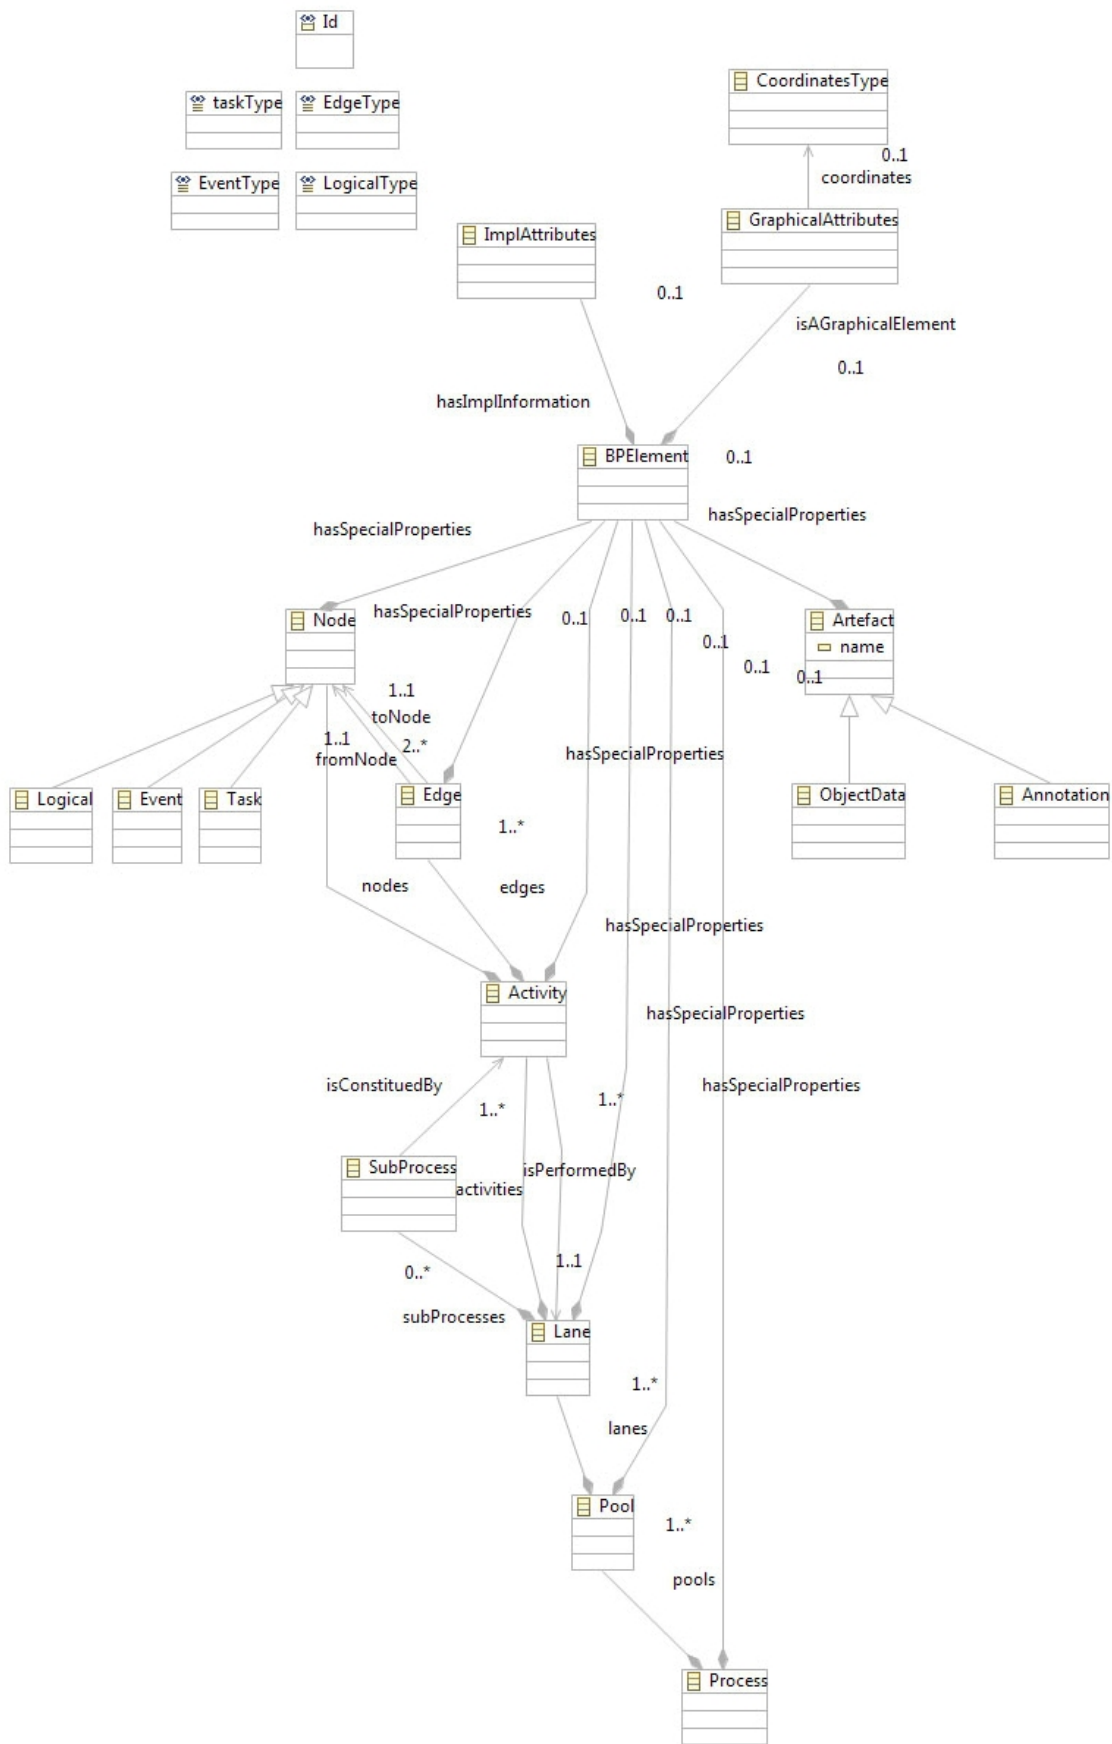 Id
CoordinatesType
taskType
EdgeType
0..1
coordinates
EventType
LogicalType
GraphicalAttributes
ImplAttributes
0..1
isAGraphicalElement
0..1
hasImplInformation
BPElement
0..1
hasSpecialProperties
hasSpecialProperties
hasSpecialProperties
Node
0..1
0..1
0..1
Artefact
0..1
name
0..1
0..1
1..1
toNode
1..1
2..*
fromNode
hasSpecialProperties
Logical
Event
Task
Edge
ObjectData
Annotation
1..*
nodes
edges
hasSpecialProperties
Activity
hasSpecialProperties
isConstituedBy
hasSpecialProperties
1..*
1..*
SubProcess
isPerformedBy
activities
1..1
0..*
subProcesses
Lane
1..*
lanes
Pool
1..*
pools
Process